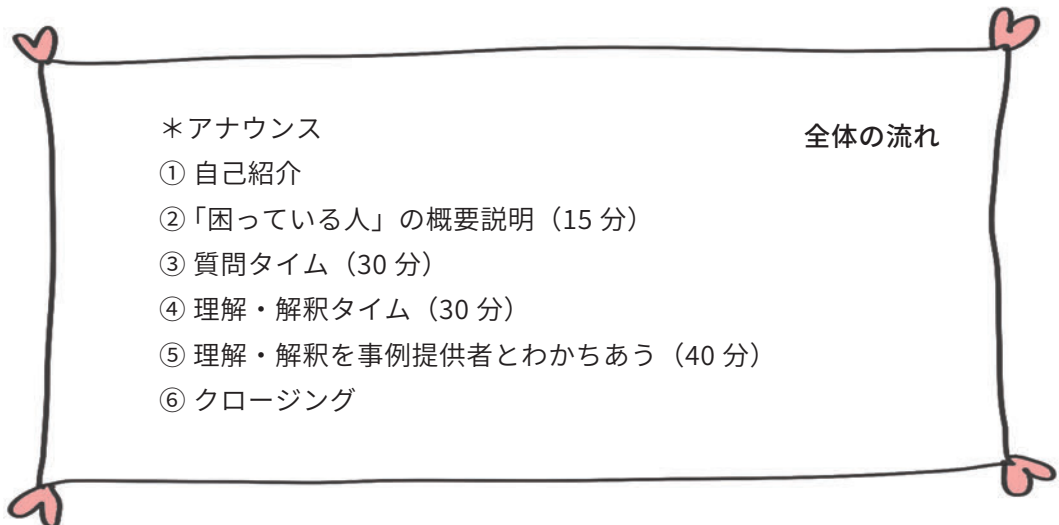 全体の流れ
＊アナウンス
① 自己紹介
②「困っている人」の概要説明（15 分）
③ 質問タイム（30 分）
④ 理解・解釈タイム（30 分）
⑤ 理解・解釈を事例提供者とわかちあう（40 分）
⑥ クロージング